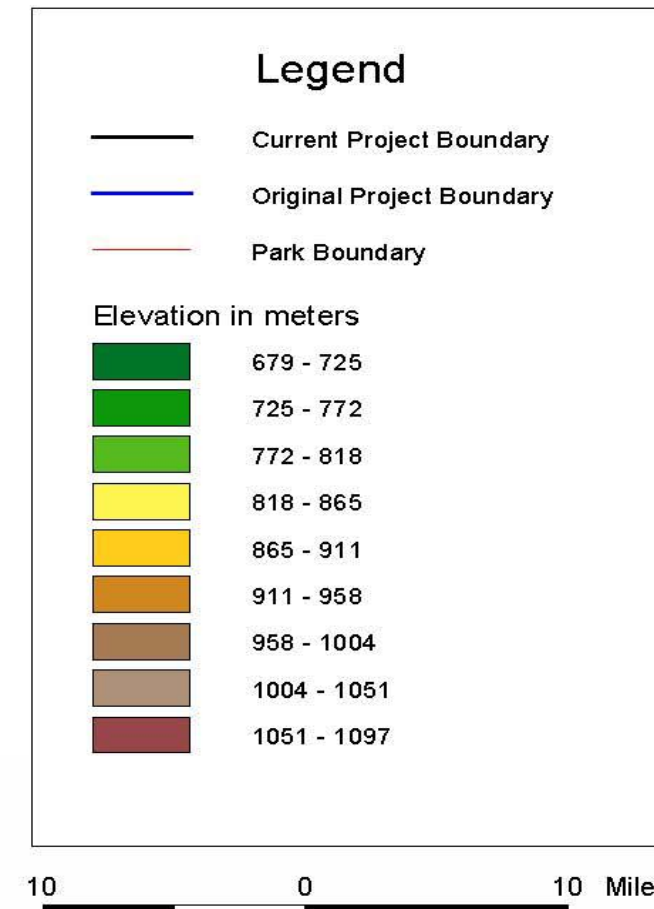 Legend
Current Project Boundary
Original Project Boundary
Park Boundary
Elevation in meters
679 - 725
725 - 772
772 - 818
818 - 865
865 - 911
911 - 958
958 - 1004
1004 - 1051
1051 - 1097
10 0 10 Mile